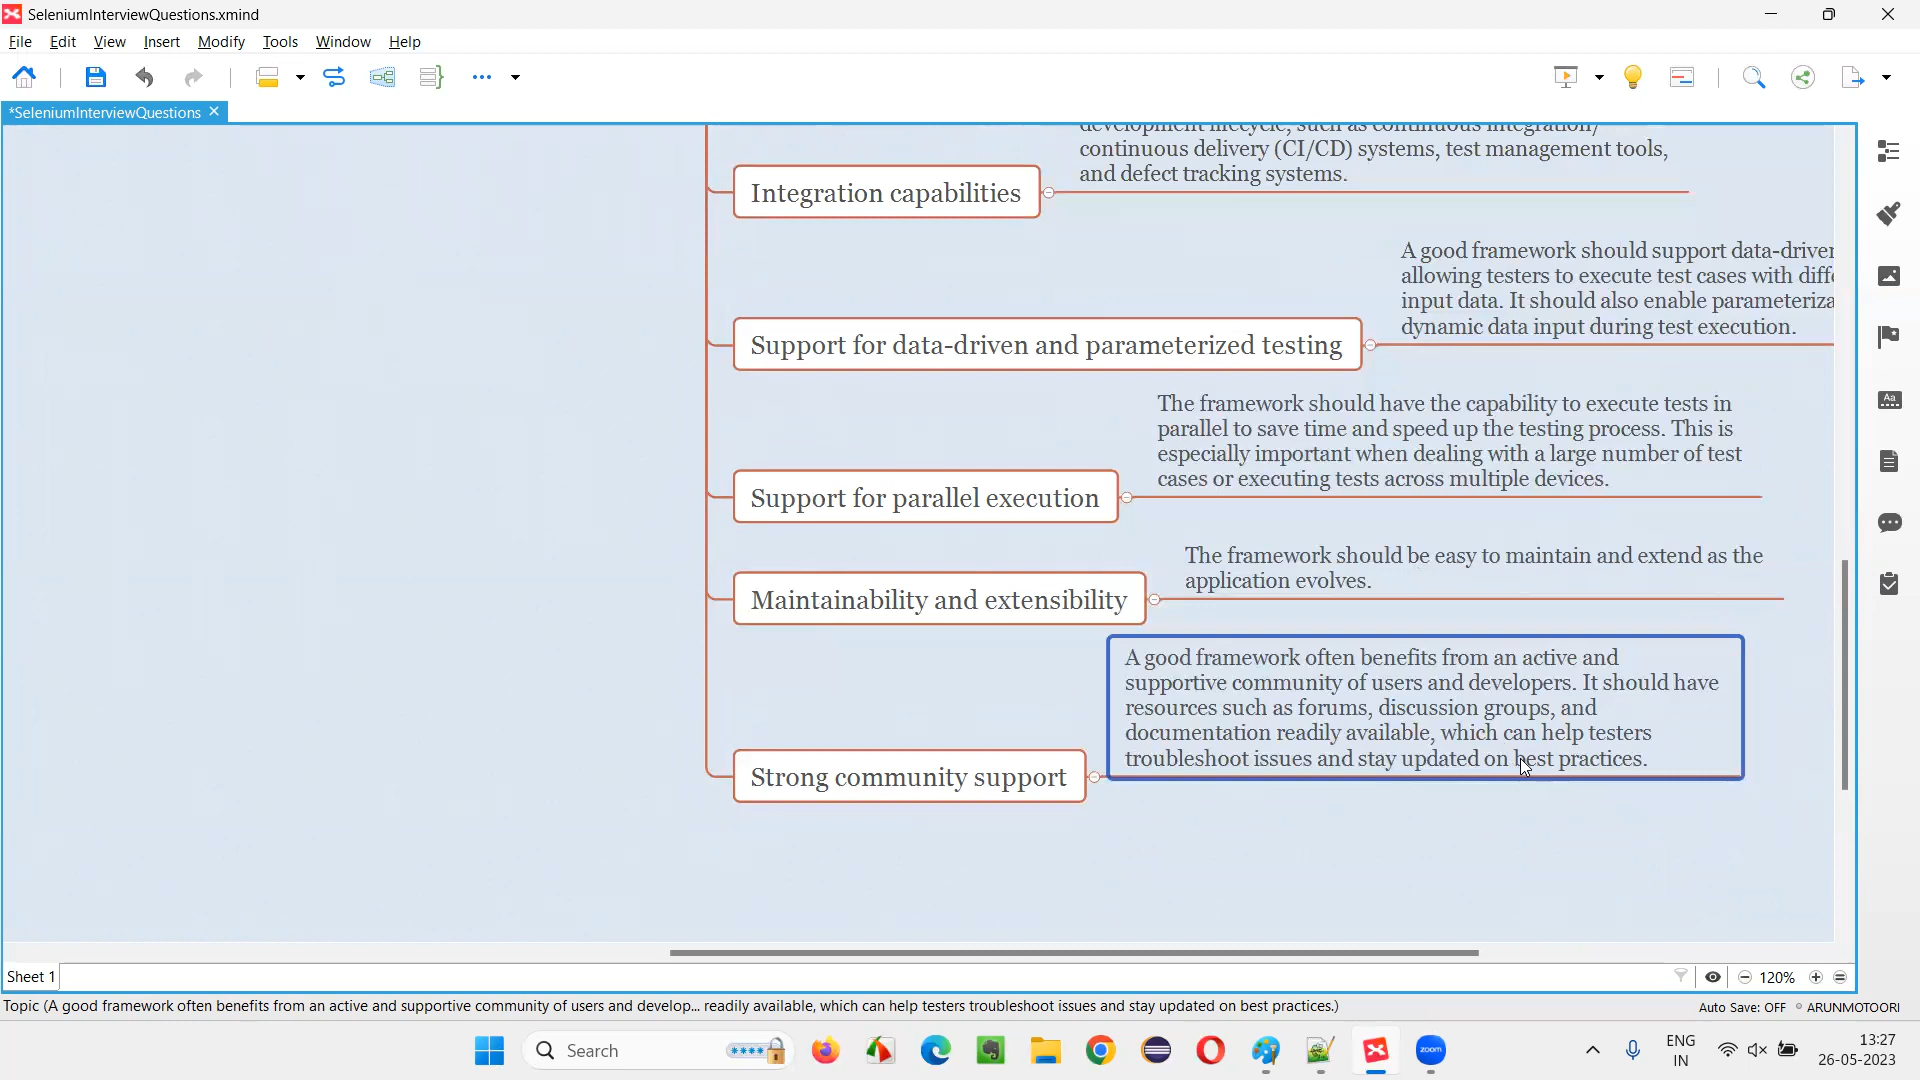 SeleniumInterviewQuestions.xmind
File Edit View Insert Modify Tools Window Help
*SeleniumInterviewQuestions
development lifecycle, such as continuous integration/
continuous delivery (CI/CD) systems, test management tools,
and defect tracking systems.
Integration capabilities
A good framework should support data-driven
allowing testers to execute test cases with
input data. It should also enable
dynamic data input during test execution.
Support for data-driven and parameterized testing
The framework should have the capability to execute tests in
parallel to save time and speed up the testing process. This is
especially important when dealing with a large number of test
cases or executing tests across multiple devices.
Support for parallel execution
The framework should be easy to maintain and extend as the
application evolves.
Maintainability and extensibility
A good framework often benefits from an active and
supportive community of users and developers. It should have
resources such as forums, discussion groups, and
documentation readily available, which can help testers
troubleshoot issues and stay updated on best practices.
Strong community support
Sheet 1
120%
Topic (A good framework often benefits from an active and supportive community of users and develop... readily available, which can help testers troubleshoot issues and stay updated on best practices.)
Auto Save: OFF ARUNMOTOORI
Search
zoom
ENG
IN
13:27
26-05-2023